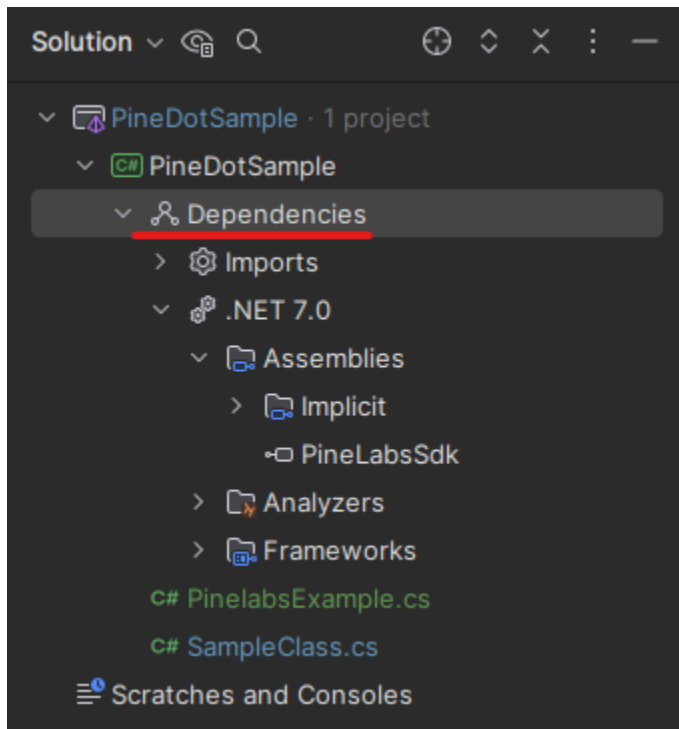 Solution
PineDotSample · 1 project
C# PineDotSample
Dependencies
Imports
.NET 7.0
Assemblies
Implicit
PineLabsSdk
Analyzers
Frameworks
C# PinelabsExample.cs
C# SampleClass.cs
Scratches and Consoles